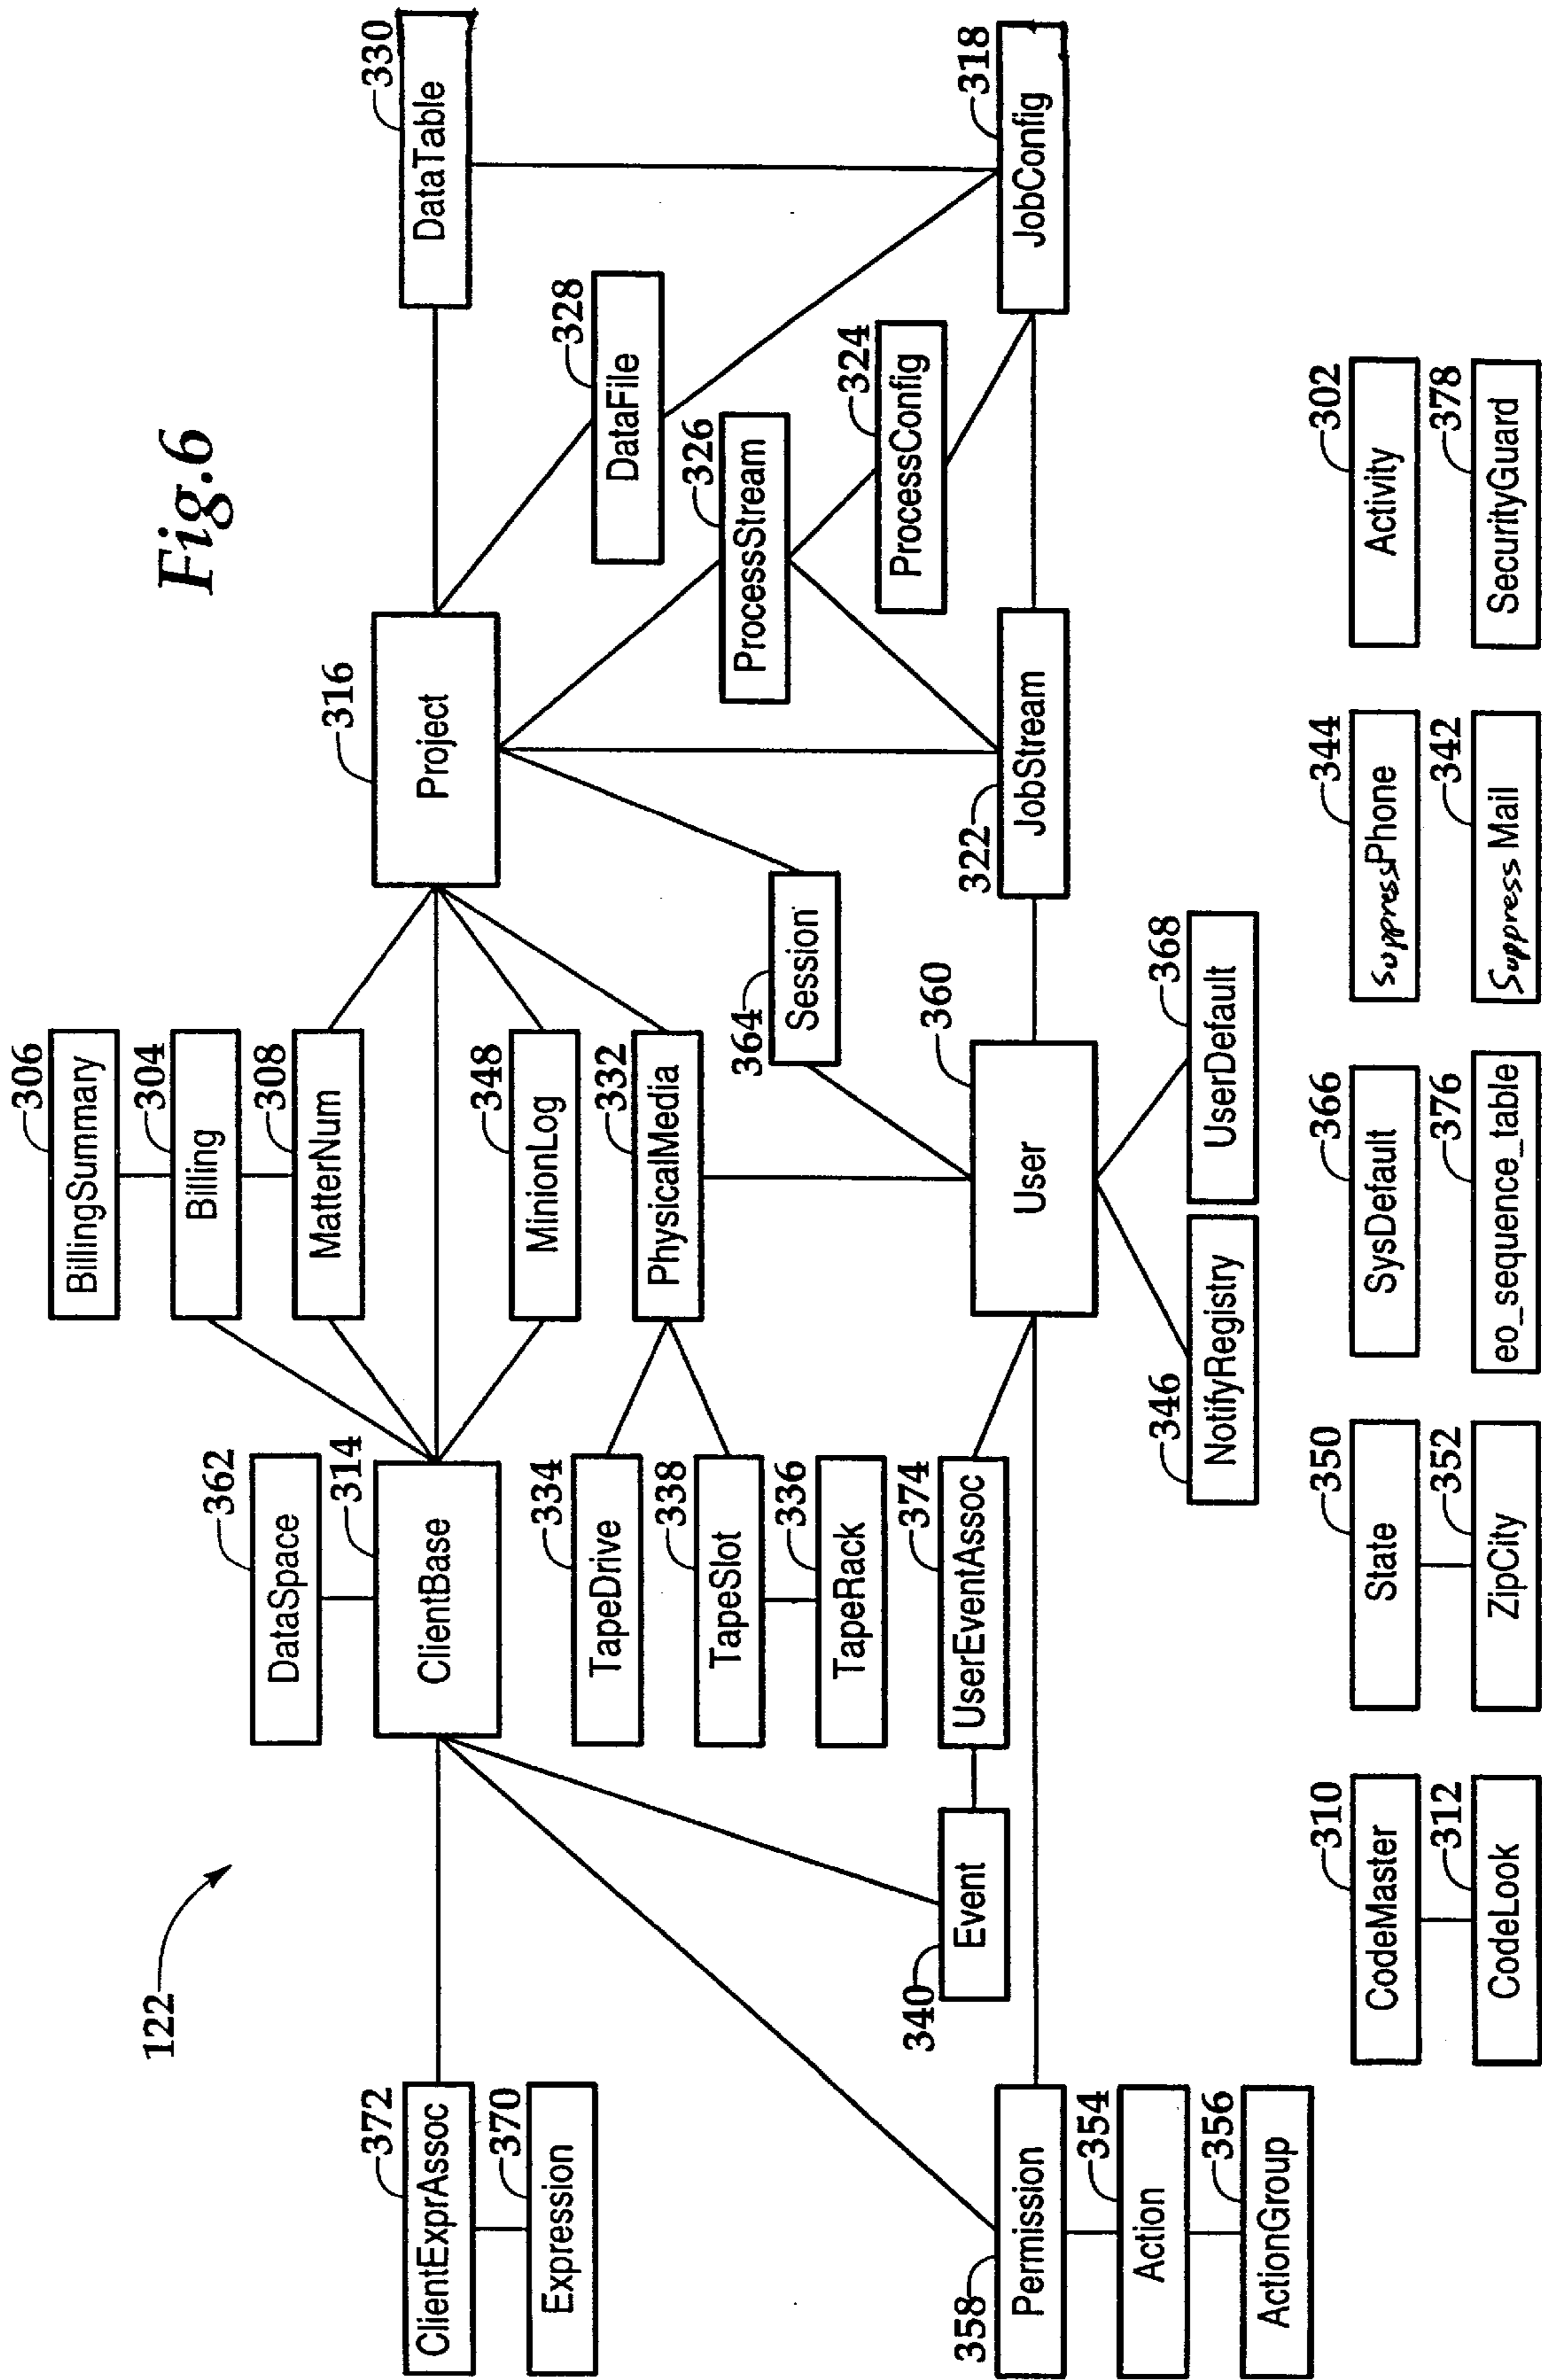 Fig.6
122
372
ClientExprAssoc
370
Expression
362
DataSpace
314
ClientBase
306
BillingSummary
304
Billing
308
MatterNum
348
MinionLog
332
PhysicalMedia
316
Project
330
DataTable
328
DataFile
326
ProcessStream
324
ProcessConfig
318
JobConfig
334
TapeDrive
338
TapeSlot
336
TapeRack
364
Session
322
JobStream
360
User
374
UserEventAssoc
340
Event
358
Permission
354
Action
356
ActionGroup
346
NotifyRegistry
368
UserDefault
310
CodeMaster
312
CodeLook
350
State
352
ZipCity
366
SysDefault
376
eo_sequence_table
344
SuppressPhone
342
Suppress Mail
302
Activity
378
SecurityGuard